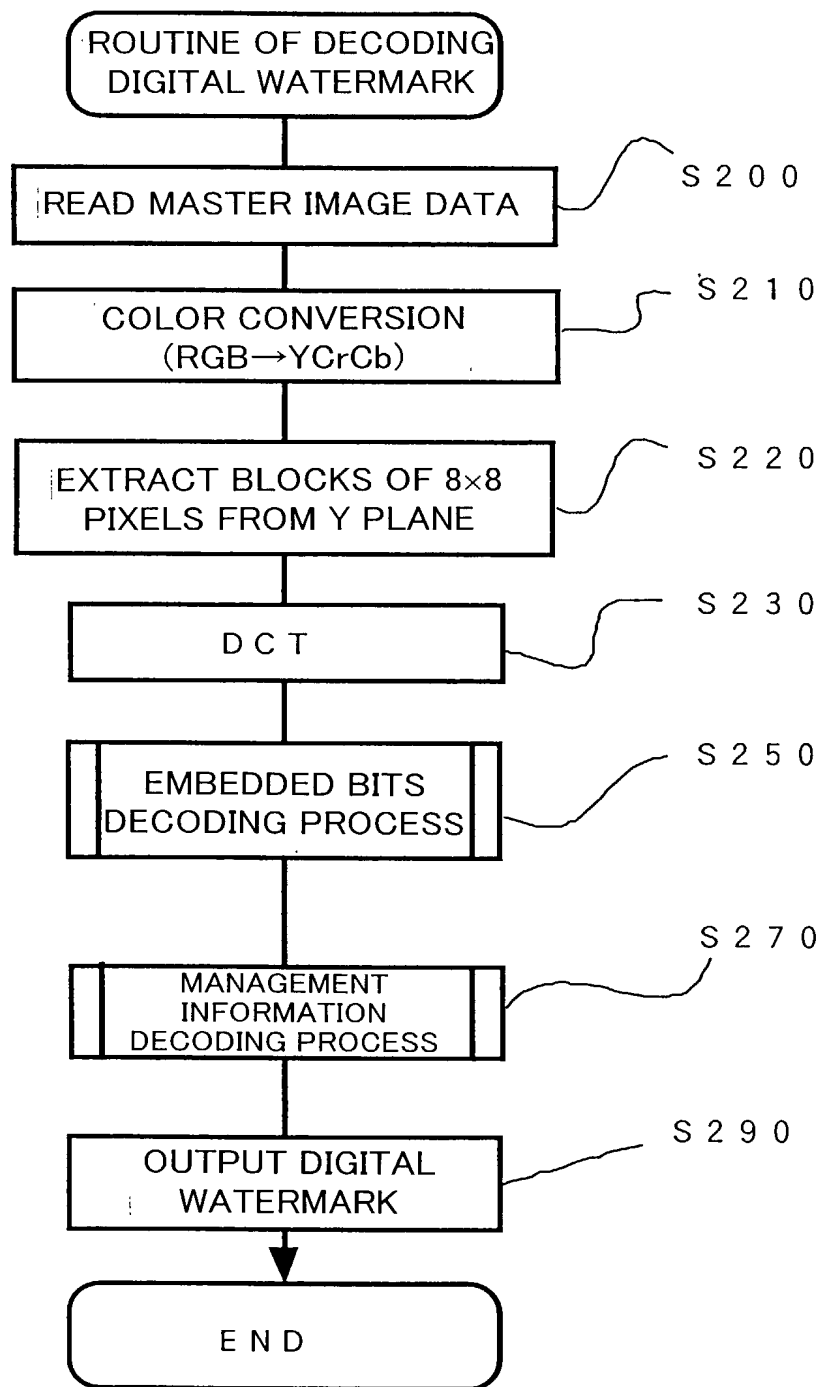 ROUTINE OF DECODING
DIGITAL WATERMARK
READ MASTER IMAGE DATA
S200
COLOR CONVERSION
(RGB→YCrCb)
S210
EXTRACT BLOCKS OF 8×8
PIXELS FROM Y PLANE
S220
DCT
S230
EMBEDDED BITS
DECODING PROCESS
S250
MANAGEMENT
INFORMATION
DECODING PROCESS
S270
OUTPUT DIGITAL
WATERMARK
S290
END